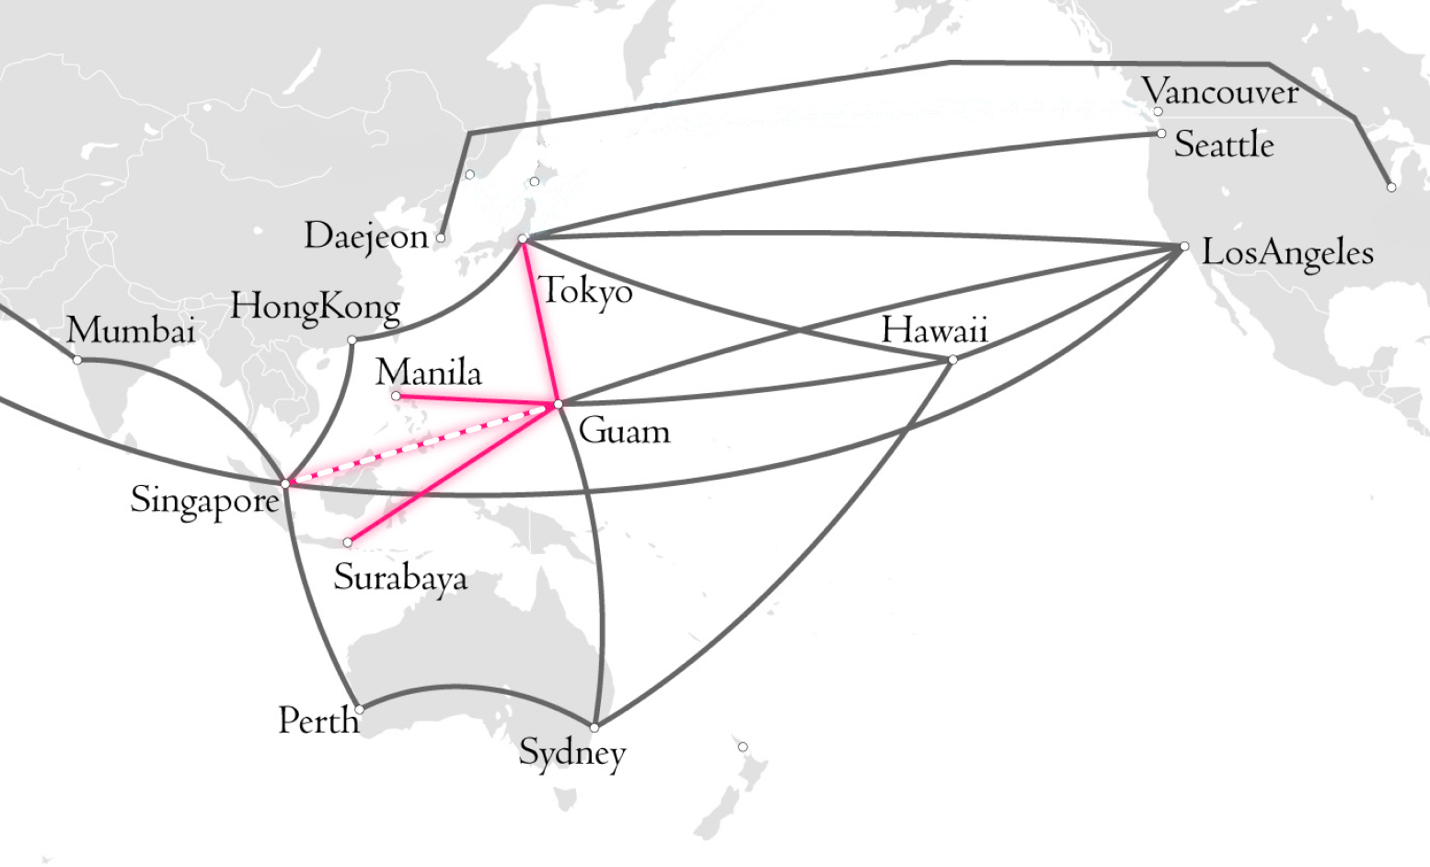 Vancouver
Seattle
Daejeon
LosAngeles
Tokyo
HongKong
Mumbai
Hawaii
Manila
Guam
Singapore
Surabaya
Perth
Sydney